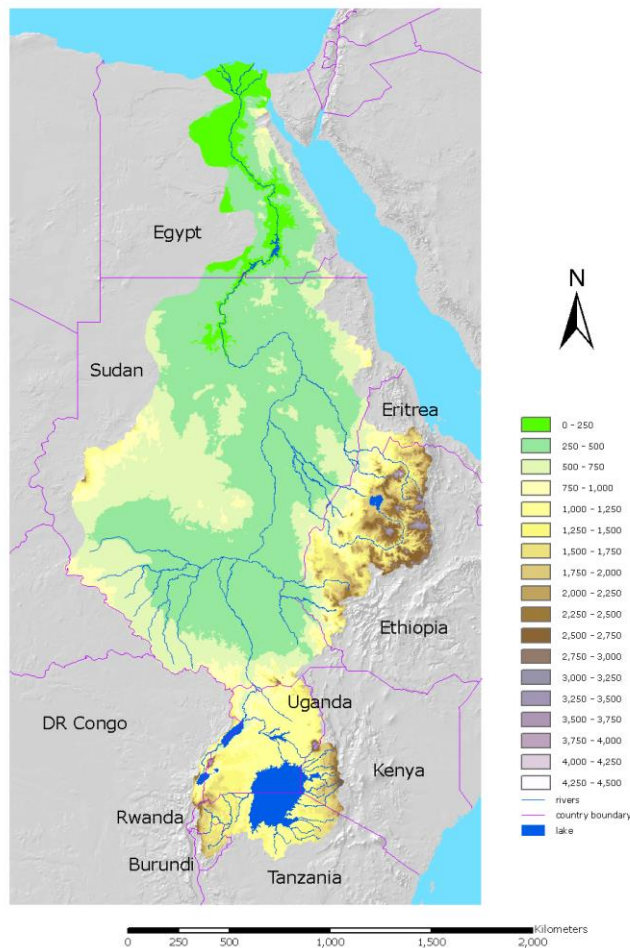 Egypt
N
Sudan
Eritrea
Ethiopia
Uganda
DR Congo
Kenya
Rwanda
Burundi
Tanzania
0 - 250
250 - 500
500 - 750
750 - 1,000
1,000 - 1,250
1,250 - 1,500
1,500 - 1,750
1,750 - 2,000
2,000 - 2,250
2,250 - 2,500
2,500 - 2,750
2,750 - 3,000
3,000 - 3,250
3,250 - 3,500
3,500 - 3,750
3,750 - 4,000
4,000 - 4,250
4,250 - 4,500
rivers
country boundary
lake
Kilometers
0 250 500 1,000 1,500 2,000